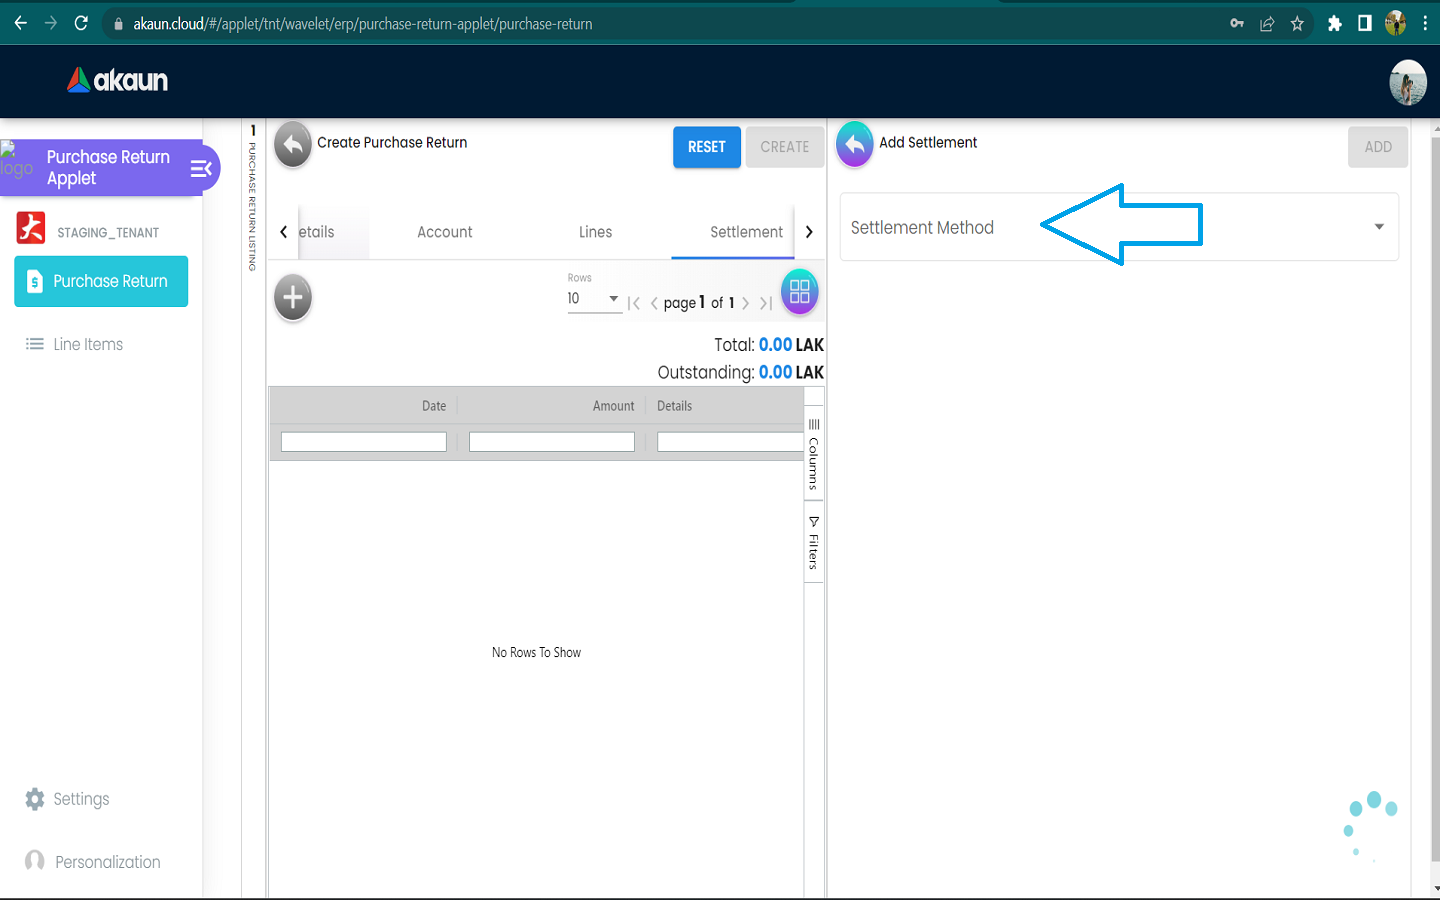 akaun.cloud/#/applet/tnt/wavelet/erp/purchase-return-applet/purchase-return
akaun
logo
Purchase Return
Applet
STAGING_TENANT
Purchase Return
Line Items
Settings
Personalization
1
PURCHASE RETURN LISTING
Create Purchase Return
RESET
CREATE
etails
Account
Lines
Settlement
Rows
10
page 1 of 1
Total: 0.00 LAK
Outstanding: 0.00 LAK
Date
Amount
Details
Columns
Filters
No Rows To Show
Add Settlement
ADD
Settlement Method